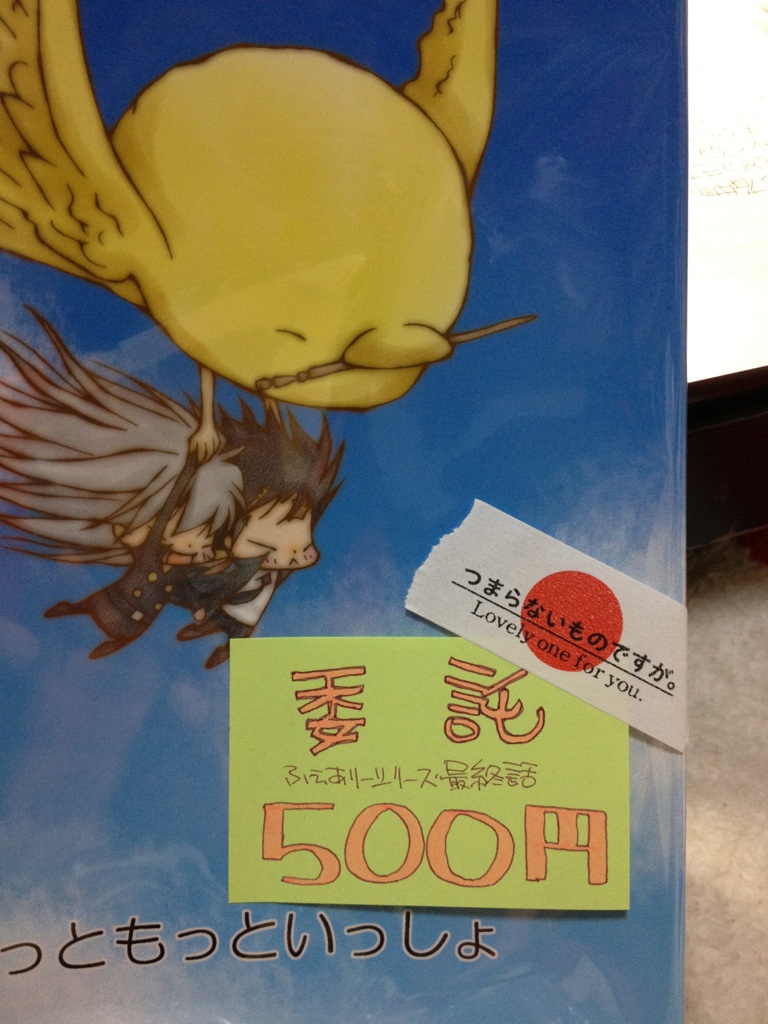 つまらないものですが。
Lovely one for you.
委託
ふぇありーシリーズ最終話
500円
っともっといっしょ